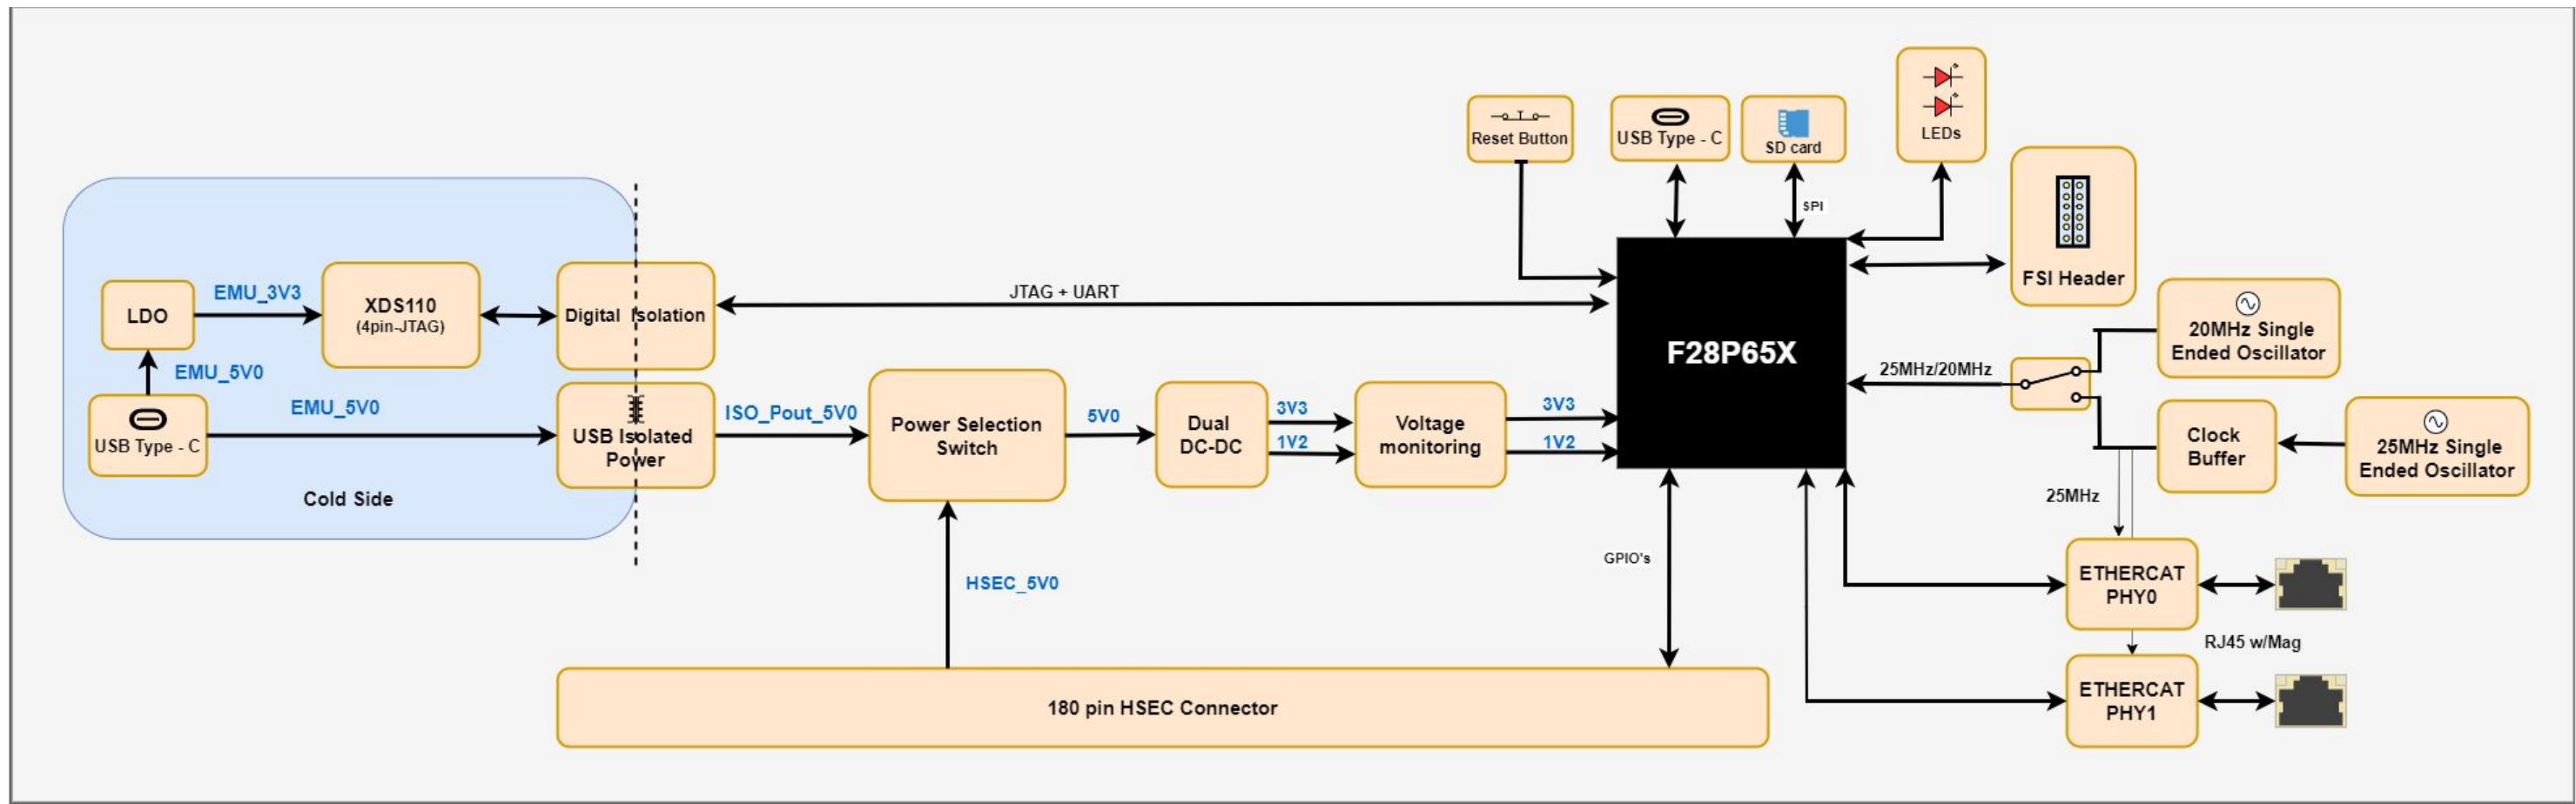 Reset Button
USB Type - C
SD card
LEDs
SPI
FSI Header
LDO
EMU_3V3
XDS110
(4pin-JTAG)
Digital Isolation
JTAG + UART
F28P65X
25MHz/20MHz
20MHz Single
Ended Oscillator
EMU_5V0
USB Type - C
EMU_5V0
USB Isolated
Power
ISO_Pout_5V0
Power Selection
Switch
5V0
Dual
DC-DC
3V3
1V2
Voltage
monitoring
3V3
1V2
Clock
Buffer
25MHz Single
Ended Oscillator
Cold Side
25MHz
HSEC_5V0
GPIO's
ETHERCAT
PHY0
RJ45 w/Mag
ETHERCAT
PHY1
180 pin HSEC Connector